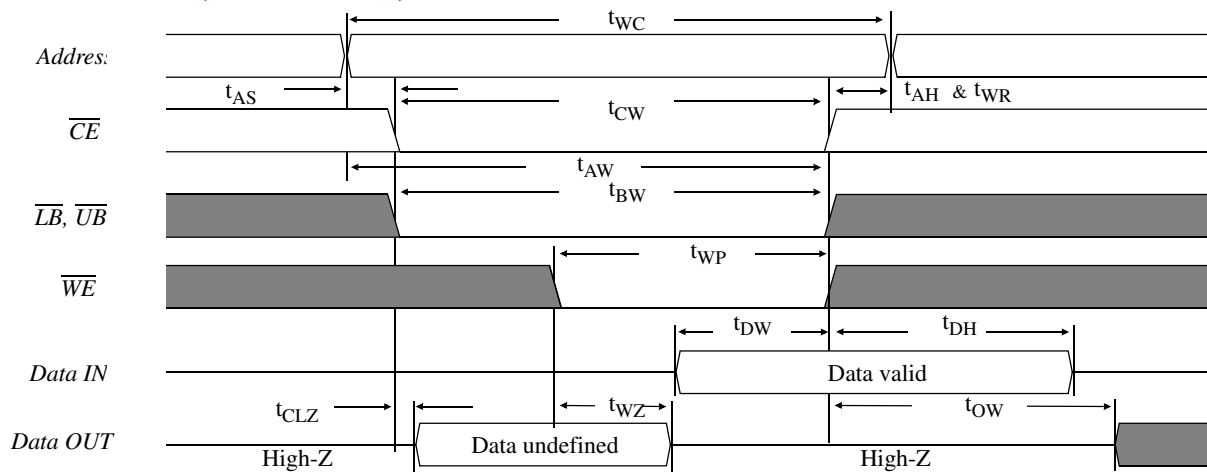 tWC
Address
tAS
tCW
tAH & tWR
CE
tAW
tBW
LB, UB
tWP
WE
tDW
tDH
Data IN
Data valid
tCLZ
tWZ
tOW
Data OUT
Data undefined
High-Z
High-Z